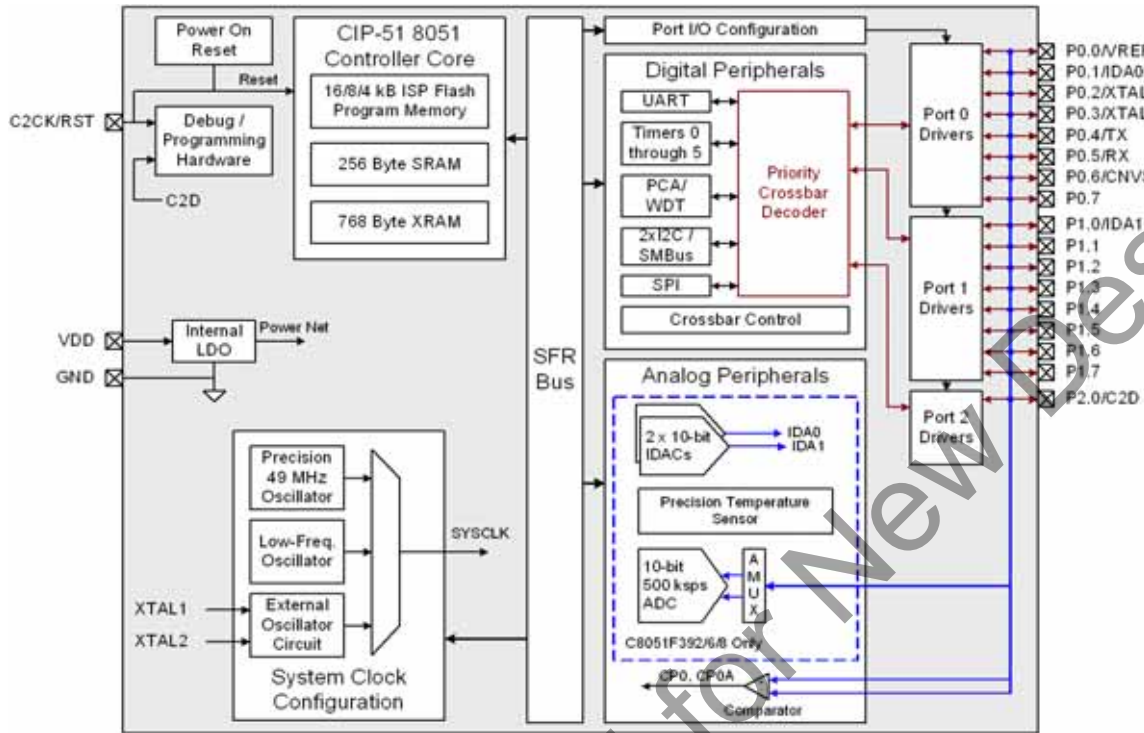 Power On
Reset
Reset
C2CK/RST
Debug /
Programming
Hardware
C2D
CIP-51 8051
Controller Core
16/8/4 kB ISP Flash
Program Memory
256 Byte SRAM
768 Byte XRAM
VDD
GND
Internal
LDO
Power Net
Precision
49 MHz
Oscillator
Low-Freq.
Oscillator
XTAL1
XTAL2
External
Oscillator
Circuit
SYSCLK
System Clock
Configuration
SFR
Bus
Port I/O Configuration
Digital Peripherals
UART
Timers 0
through 5
PCA/
WDT
2xI2C /
SMBus
SPI
Priority
Crossbar
Decoder
Crossbar Control
Analog Peripherals
2 x 10-bit
IDACs
IDA0
IDA1
Precision Temperature
Sensor
10-bit
500 ksps
ADC
A
M
U
X
C8051F392/6/8 Only
CP0, CP0A
Comparator
Port 0
Drivers
Port 1
Drivers
Port 2
Drivers
P0.0/VREF
P0.1/IDA0
P0.2/XTAL
P0.3/XTAL
P0.4/TX
P0.5/RX
P0.6/CNVS
P0.7
P1.0/IDA1
P1.1
P1.2
P1.3
P1.4
P1.5
P1.6
P1.7
P2.0/C2D
for New Des